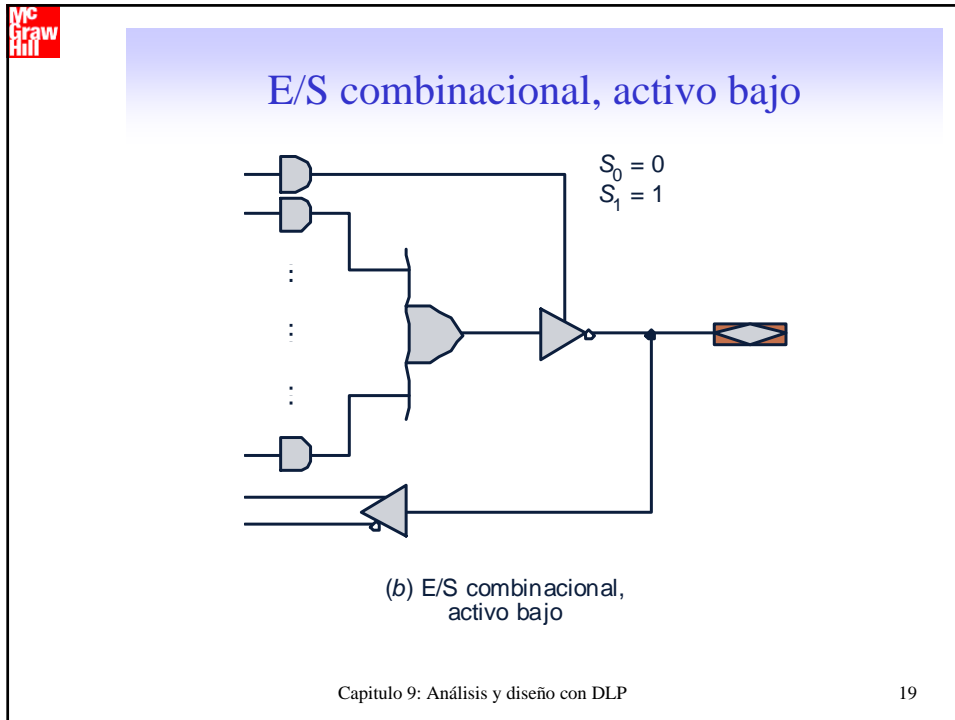 Mc
Graw
Hill
E/S combinacional, activo bajo
S0 = 0
S1 = 1
(b) E/S combinacional,
activo bajo
Capitulo 9: Análisis y diseño con DLP
19